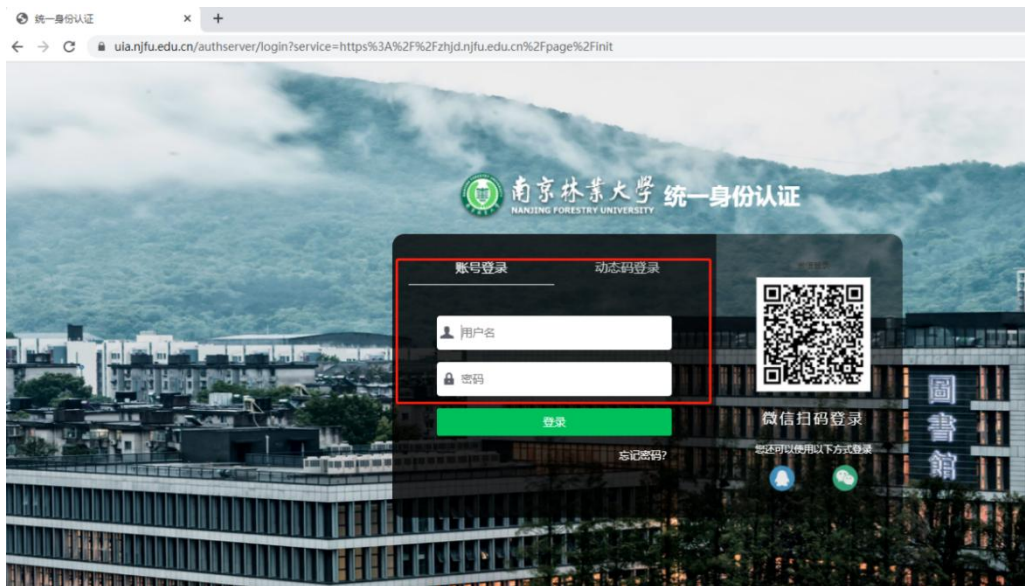 统一身份认证
uia.njfu.edu.cn/authserver/login?service=https%3A%2F%2Fzhjd.njfu.edu.cn%2Fpage%2Finit
南京林業大學 统一身份认证
NANJING FORESTRY UNIVERSITY
账号登录 动态码登录
用户名
密码
登录
忘记密码?
微信扫码登录
您还可以使用以下方式登录
圖書館